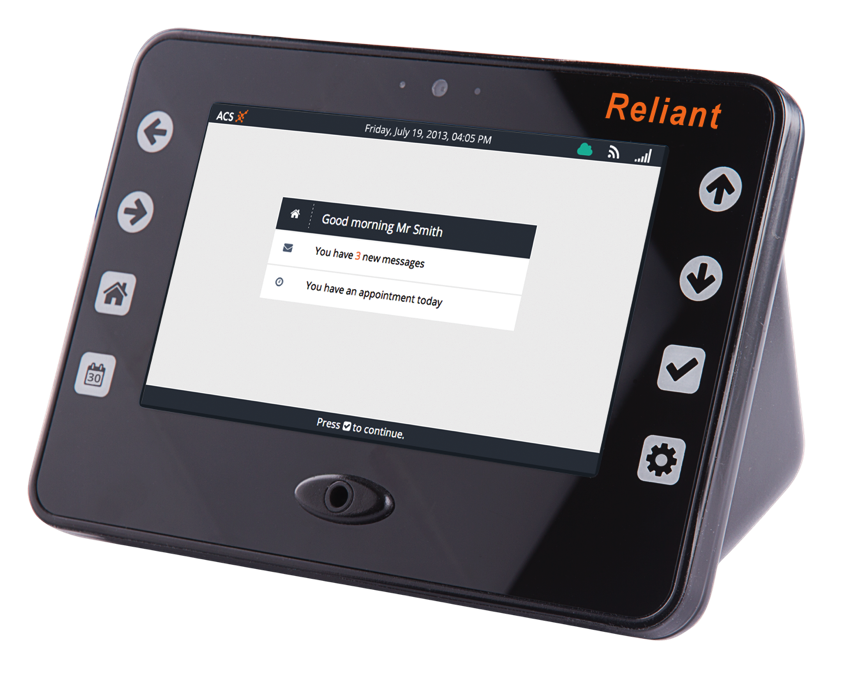 Reliant
ACS
Friday, July 19, 2013, 04:05 PM
Good morning Mr Smith
You have 3 new messages
You have an appointment today
30
Press to continue.